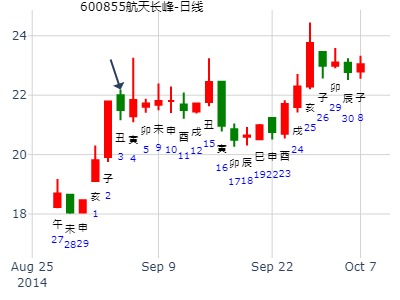 600855航天长峰-日线
24
22
20
18
午 未 申 亥 子 丑 寅 卯 未 申 酉 戌 丑 寅 卯 辰 巳 申 酉 戌 亥 子 卯 辰 子
27 28 29 1 2 3 4 5 9 10 11 12 15 16 17 18 19 22 23 24 25 26 29 30 8
Aug 25 Sep 9 Sep 22 Oct 7
2014